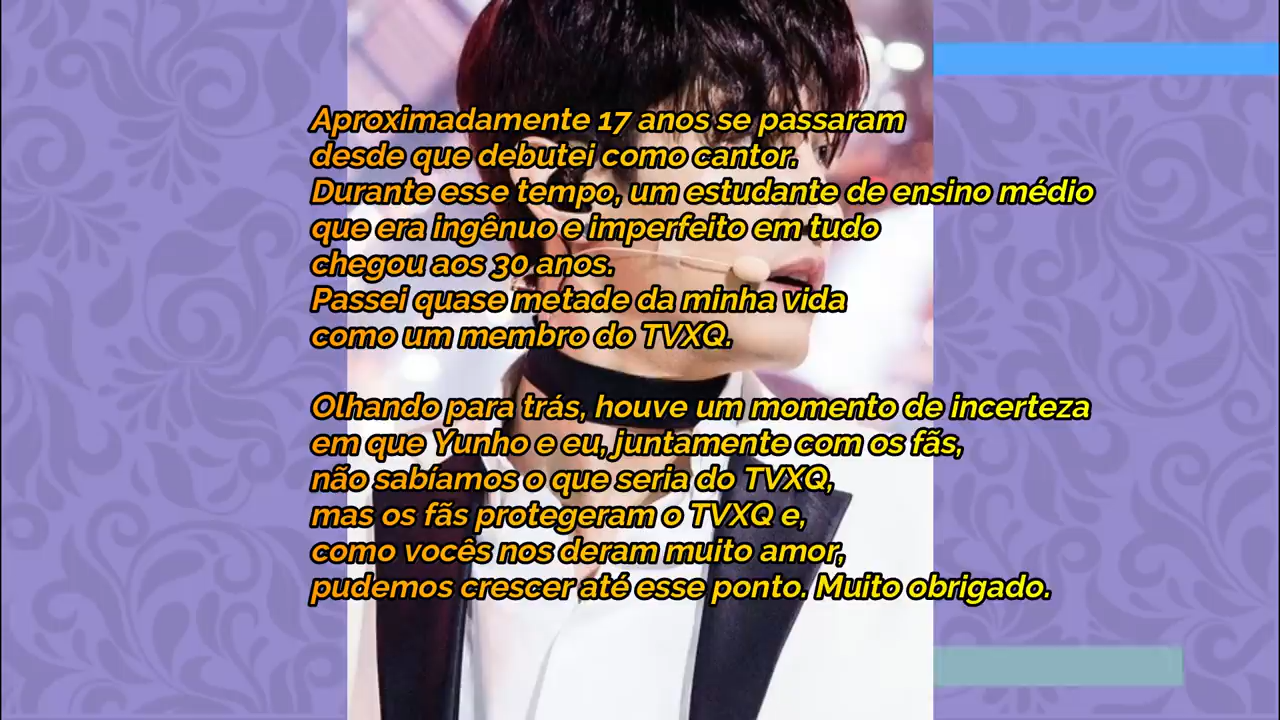 Aproximadamente 17 anos se passaram
desde que debutei como cantor.
Durante esse tempo, um estudante de ensino médio
que era ingênuo e imperfeito em tudo
chegou aos 30 anos.
Passei quase metade da minha vida
como um membro do TVXQ.
Olhando para trás, houve um momento de incerteza
em que Yunho e eu, juntamente com os fãs,
não sabíamos o que seria do TVXQ,
mas os fãs protegeram o TVXQ e,
como vocês nos deram muito amor,
pudemos crescer até esse ponto. Muito obrigado.